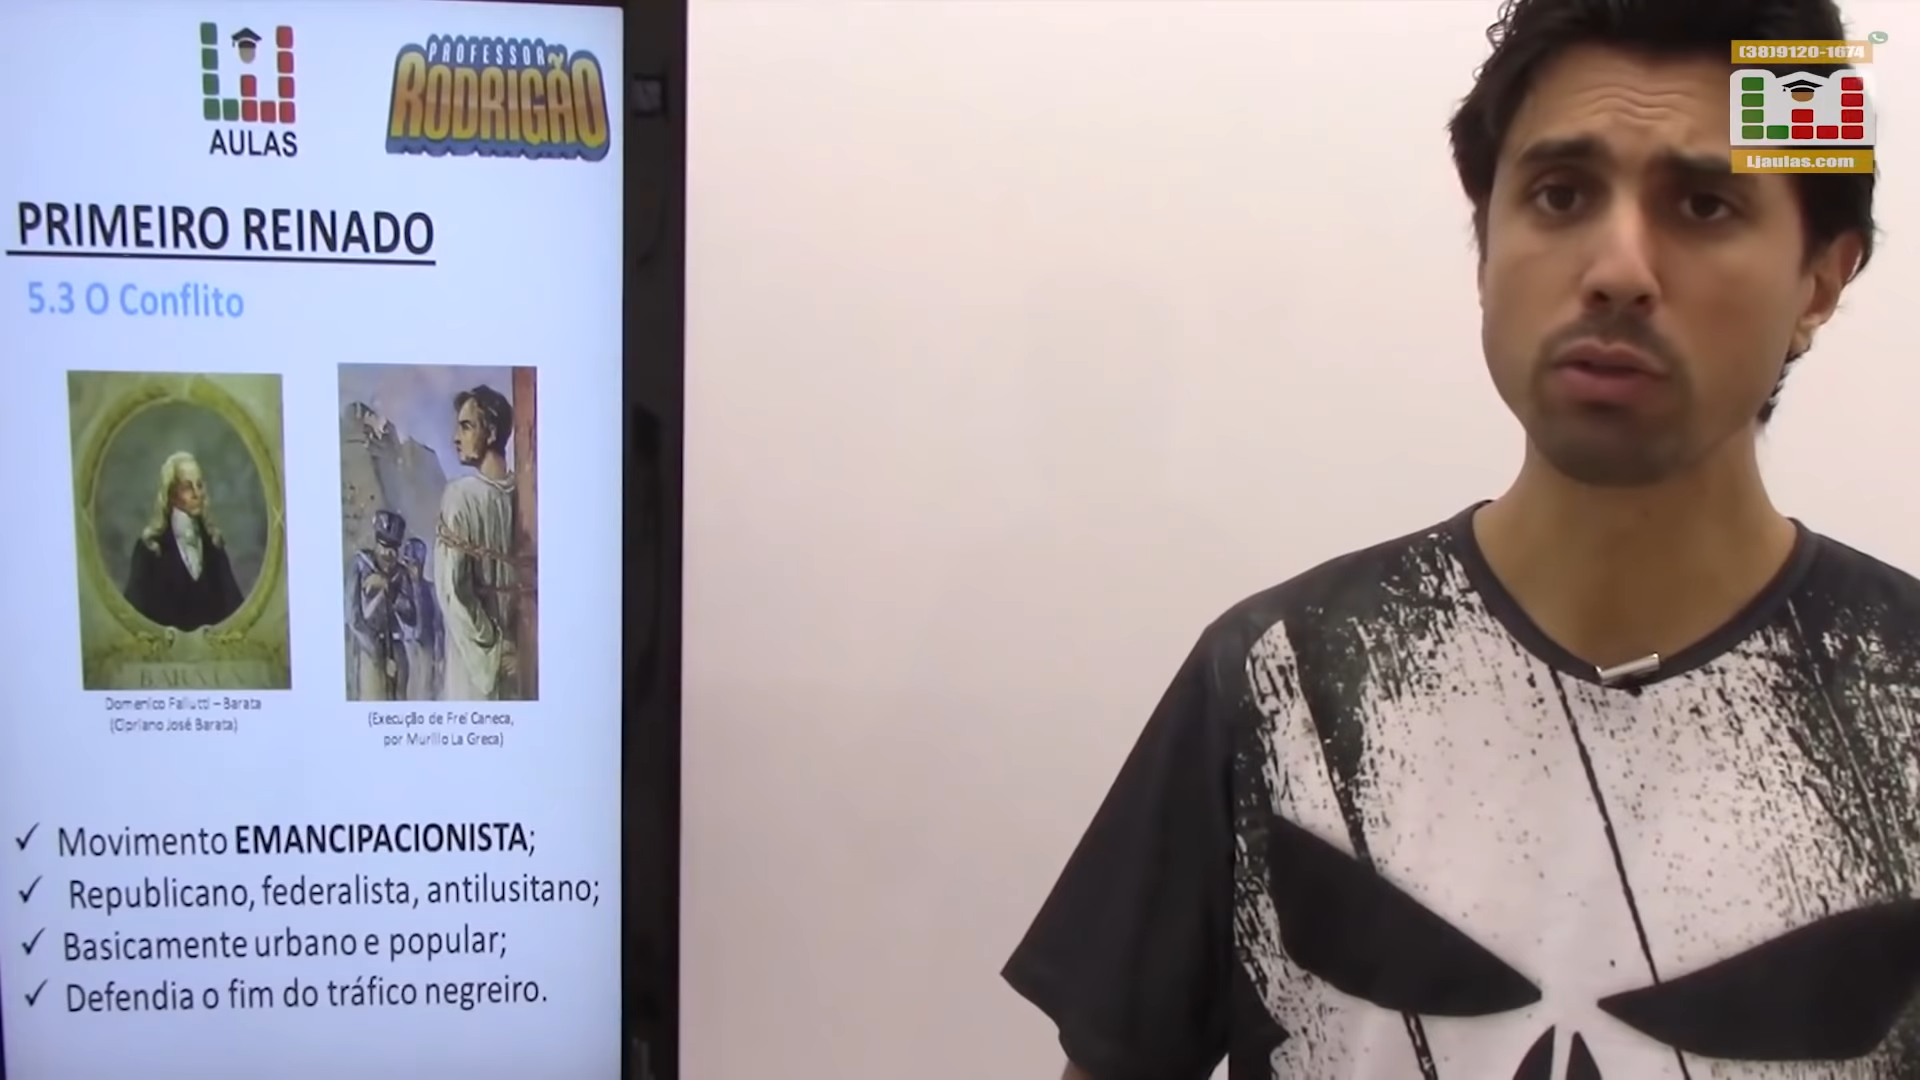 AULAS
PROFESSOR
RODRIGÃO
PRIMEIRO REINADO
5.3 O Conflito
BARATA
Domenico Failutti – Barata
(Cipriano José Barata)
(Execução de Frei Caneca,
por Murillo La Greca)
✓ Movimento EMANCIPACIONISTA;
✓ Republicano, federalista, antilusitano;
✓ Basicamente urbano e popular;
✓ Defendia o fim do tráfico negreiro.
(38)9120-1674
Ljaulas.com